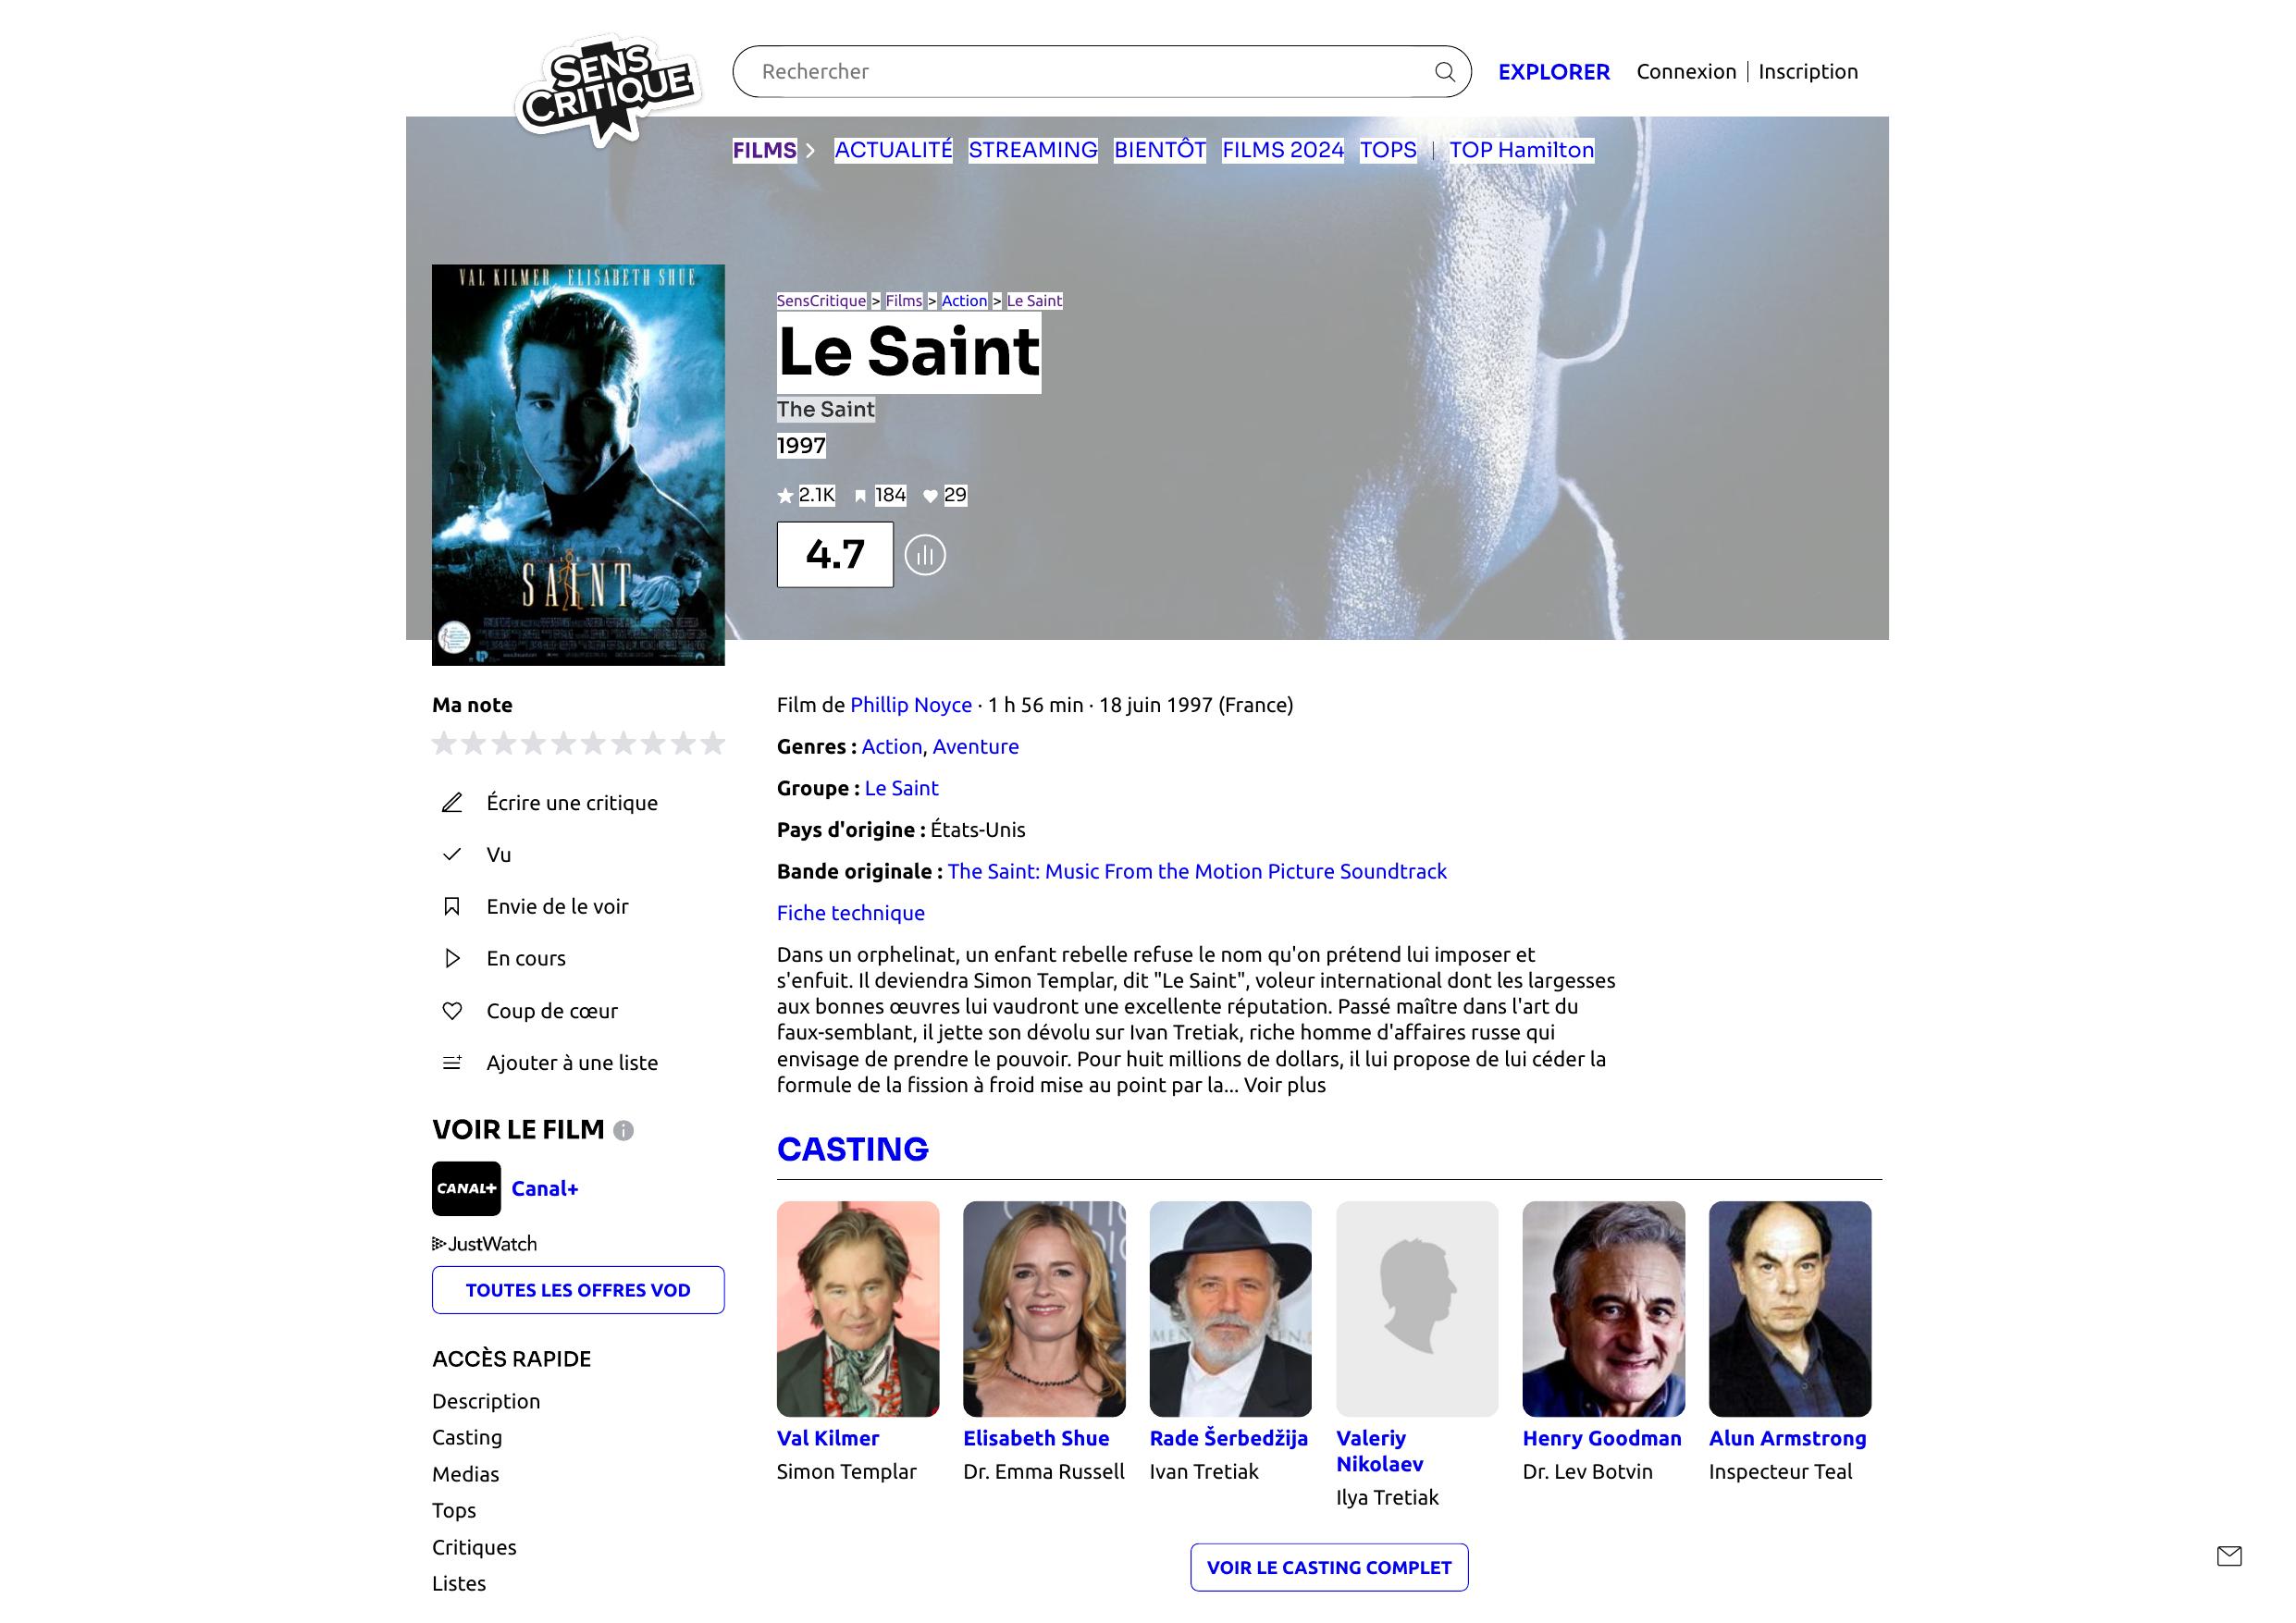 SENS
CRITIQUE
Rechercher
EXPLORER
Connexion | Inscription
FILMS > ACTUALITÉ STREAMING BIENTÔT FILMS 2024 TOPS | TOP Hamilton
VAL KILMER ELISABETH SHUE
SAINT
SensCritique > Films > Action > Le Saint
Le Saint
The Saint
1997
2.1K 184 29
4.7
Ma note
Écrire une critique
Vu
Envie de le voir
En cours
Coup de cœur
Ajouter à une liste
VOIR LE FILM
CANAL+ Canal+
JustWatch
TOUTES LES OFFRES VOD
ACCÈS RAPIDE
Description
Casting
Medias
Tops
Critiques
Listes
Film de Phillip Noyce · 1 h 56 min · 18 juin 1997 (France)
Genres : Action, Aventure
Groupe : Le Saint
Pays d'origine : États-Unis
Bande originale : The Saint: Music From the Motion Picture Soundtrack
Fiche technique
Dans un orphelinat, un enfant rebelle refuse le nom qu'on prétend lui imposer et
s'enfuit. Il deviendra Simon Templar, dit "Le Saint", voleur international dont les largesses
aux bonnes œuvres lui vaudront une excellente réputation. Passé maître dans l'art du
faux-semblant, il jette son dévolu sur Ivan Tretiak, riche homme d'affaires russe qui
envisage de prendre le pouvoir. Pour huit millions de dollars, il lui propose de lui céder la
formule de la fission à froid mise au point par la... Voir plus
CASTING
Val Kilmer
Simon Templar
Elisabeth Shue
Dr. Emma Russell
Rade Šerbedžija
Ivan Tretiak
Valeriy
Nikolaev
Ilya Tretiak
Henry Goodman
Dr. Lev Botvin
Alun Armstrong
Inspecteur Teal
VOIR LE CASTING COMPLET